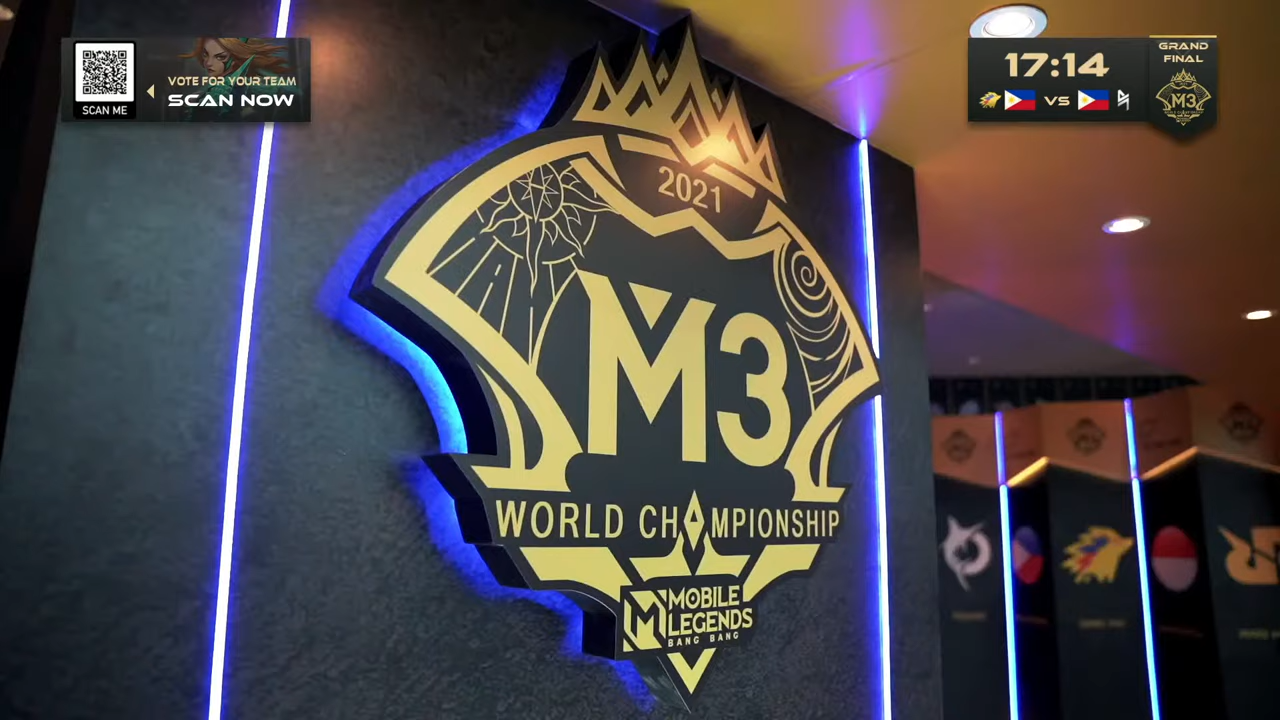 SCAN ME
VOTE FOR YOUR TEAM
SCAN NOW
17:14
VS
GRAND
FINAL
M3
2021
M3
WORLD CHAMPIONSHIP
MOBILE
LEGENDS
BANG BANG